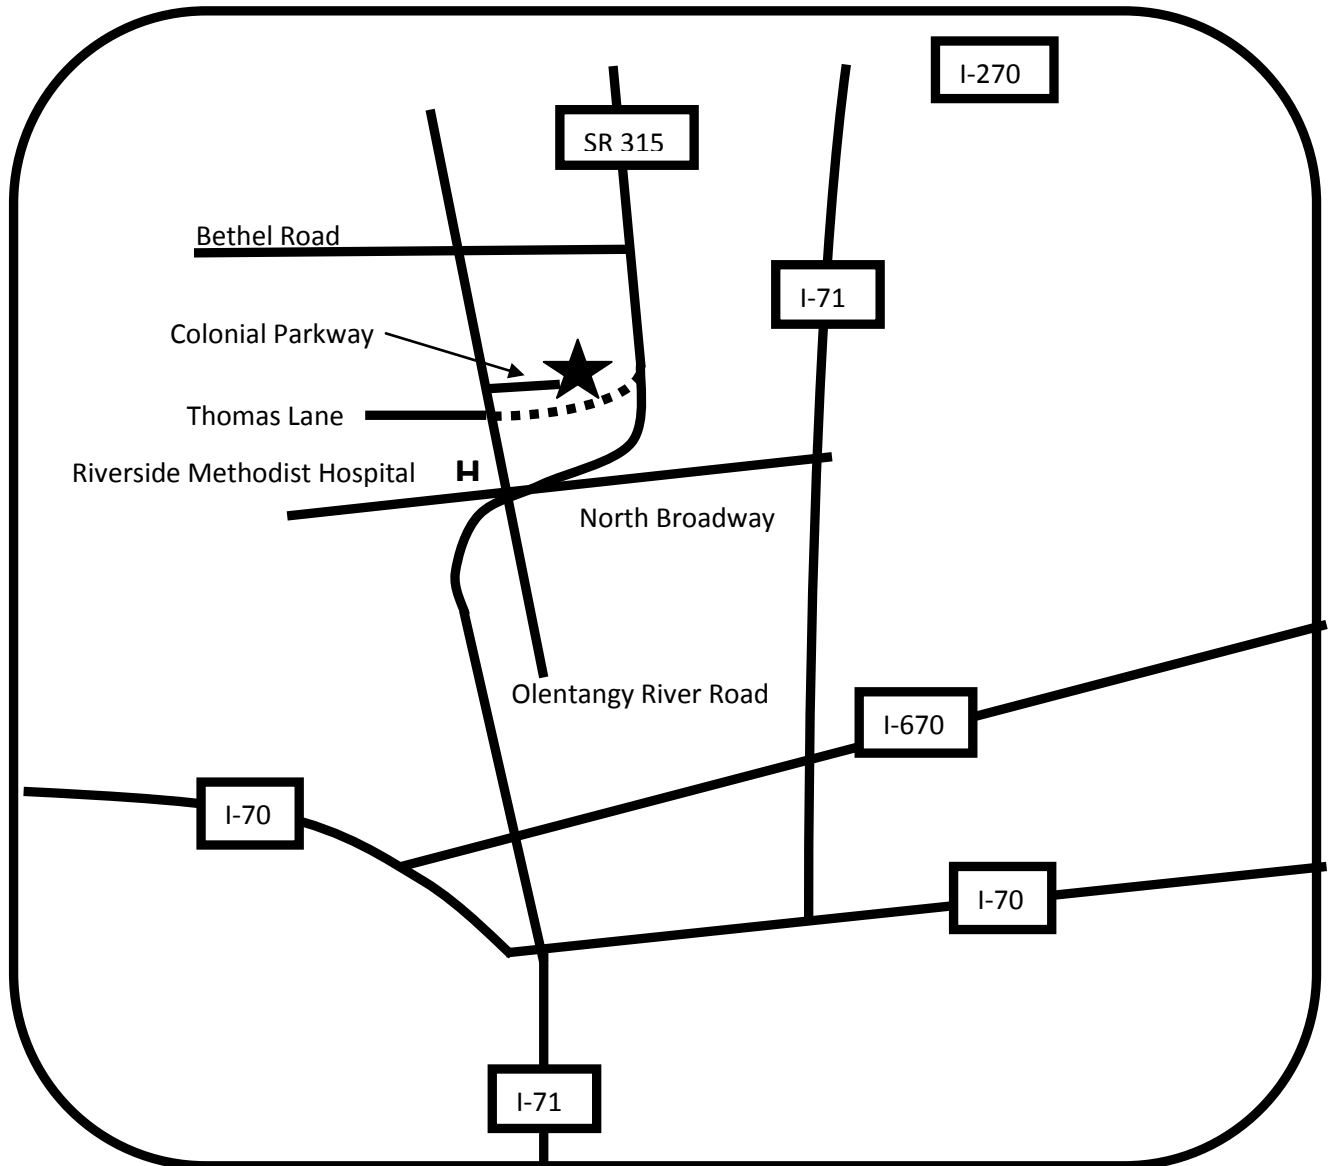 I-270
SR 315
Bethel Road
I-71
Colonial Parkway
Thomas Lane
Riverside Methodist Hospital
H
North Broadway
Olentangy River Road
I-670
I-70
I-70
I-71